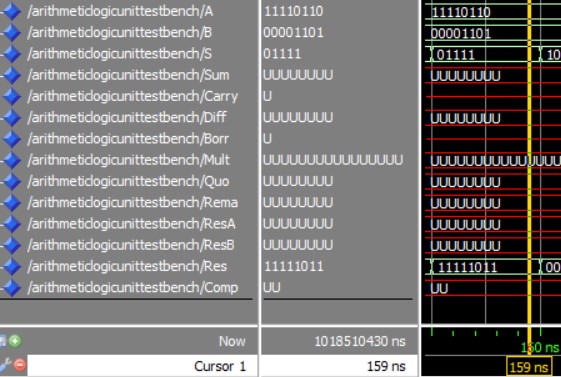 /arithmeticlogicunittestbench/A 11110110 11110110
/arithmeticlogicunittestbench/B 00001101 00001101
/arithmeticlogicunittestbench/S 01111 01111 10
/arithmeticlogicunittestbench/Sum UUUUUUUU UUUUUUUU
/arithmeticlogicunittestbench/Carry U
/arithmeticlogicunittestbench/Diff UUUUUUUU UUUUUUUU
/arithmeticlogicunittestbench/Borr U
/arithmeticlogicunittestbench/Mult UUUUUUUUUUUUUUUU UUUUUUUUUUUUUUUU
/arithmeticlogicunittestbench/Quo UUUUUUUU UUUUUUUU
/arithmeticlogicunittestbench/Rema UUUUUUUU UUUUUUUU
/arithmeticlogicunittestbench/ResA UUUUUUUU UUUUUUUU
/arithmeticlogicunittestbench/ResB UUUUUUUU UUUUUUUU
/arithmeticlogicunittestbench/Res 11111011 11111011 00
/arithmeticlogicunittestbench/Comp UU UU
Now 1018510430 ns 160 ns
Cursor 1 159 ns 159 ns